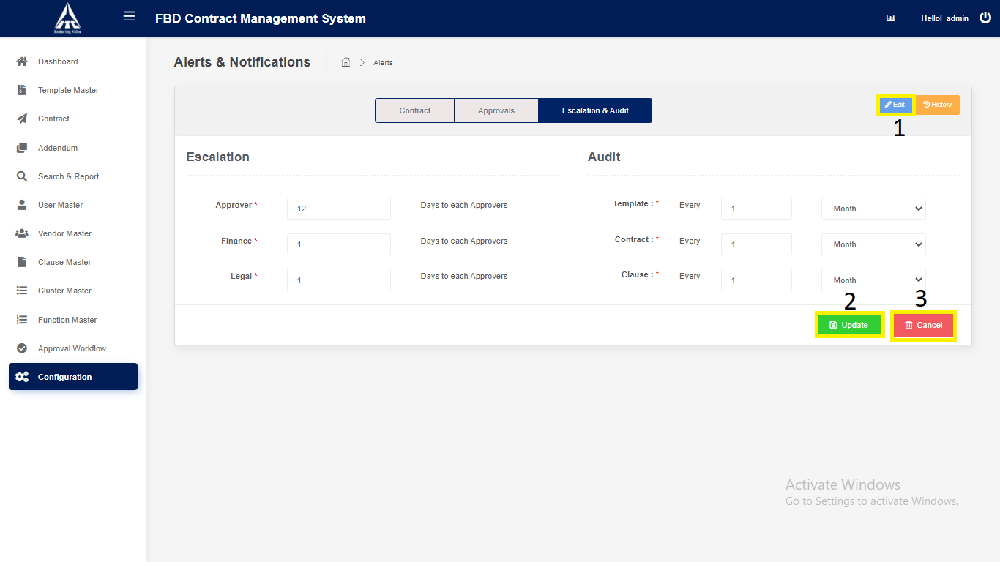 FBD Contract Management System
Hello! admin
Enduring Value
Dashboard
Template Master
Contract
Addendum
Search & Report
User Master
Vendor Master
Clause Master
Cluster Master
Function Master
Approval Workflow
Configuration
Alerts & Notifications
Alerts
Contract
Approvals
Escalation & Audit
Edit
History
1
Escalation
Audit
Approver * 12 Days to each Approvers
Template : * Every 1 Month
Finance * 1 Days to each Approvers
Contract : * Every 1 Month
Legal * 1 Days to each Approvers
Clause : * Every 1 Month
2
3
Update
Cancel
Activate Windows
Go to Settings to activate Windows.